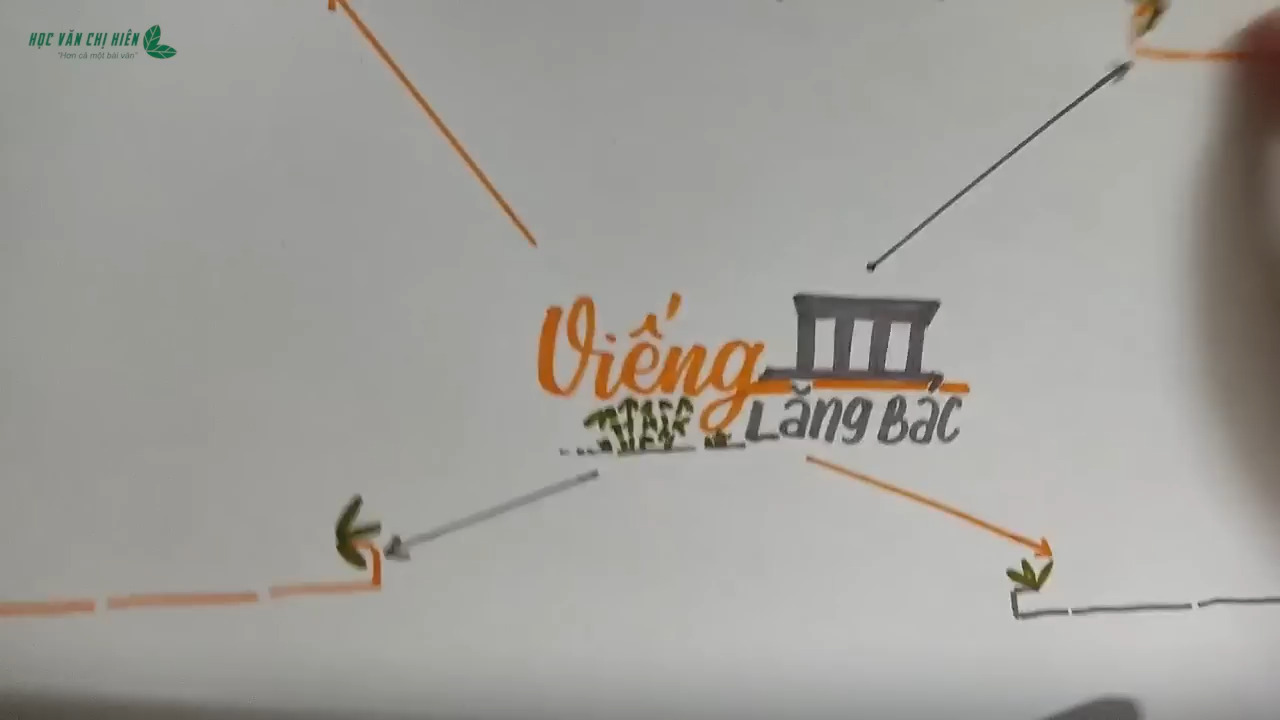 HỌC VĂN CHỊ HIÊN
"Hơn cả một bài văn"
Viếng
Lăng Bác